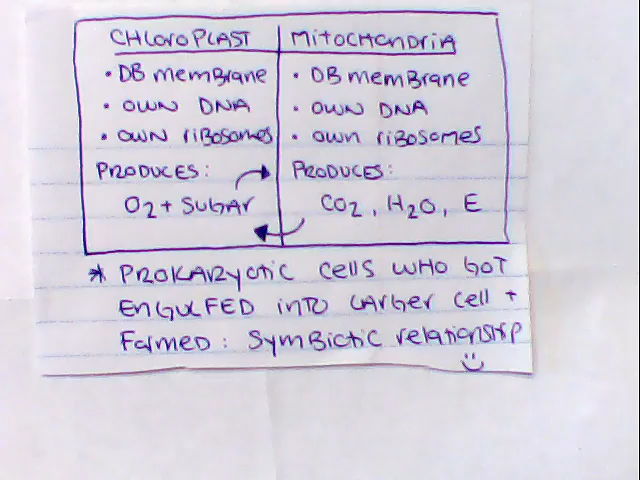 CHLOROPLAST
• DB membrane
• OWN DNA
• OWN riBosomes
PRODUCES:
O2 + SUGAR
MITOCHONDRIA
• DB memBRANE
• OWN DNA
• OWN riBosomes
PRODUCES:
CO2, H2O, E
* PROKARYOTIC CELLS WHO GOT
ENGULFED INTO LARGER CELL +
FARMED: SYMBIOTIC relationship